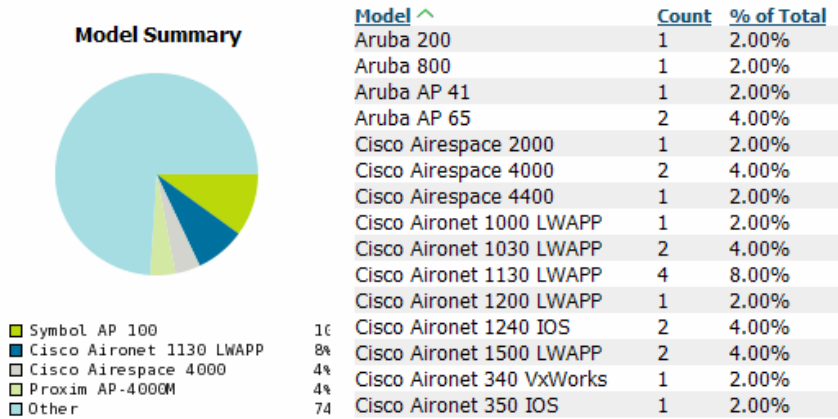 Model Summary
Symbol AP 100
Cisco Aironet 1130 LWAPP 8%
Cisco Airespace 4000 4%
Proxim AP-4000M 4%
Other 74
Model Count % of Total
Aruba 200 1 2.00%
Aruba 800 1 2.00%
Aruba AP 41 1 2.00%
Aruba AP 65 2 4.00%
Cisco Airespace 2000 1 2.00%
Cisco Airespace 4000 2 4.00%
Cisco Airespace 4400 1 2.00%
Cisco Aironet 1000 LWAPP 1 2.00%
Cisco Aironet 1030 LWAPP 2 4.00%
Cisco Aironet 1130 LWAPP 4 8.00%
Cisco Aironet 1200 LWAPP 1 2.00%
Cisco Aironet 1240 IOS 2 4.00%
Cisco Aironet 1500 LWAPP 2 4.00%
Cisco Aironet 340 VxWorks 1 2.00%
Cisco Aironet 350 IOS 1 2.00%